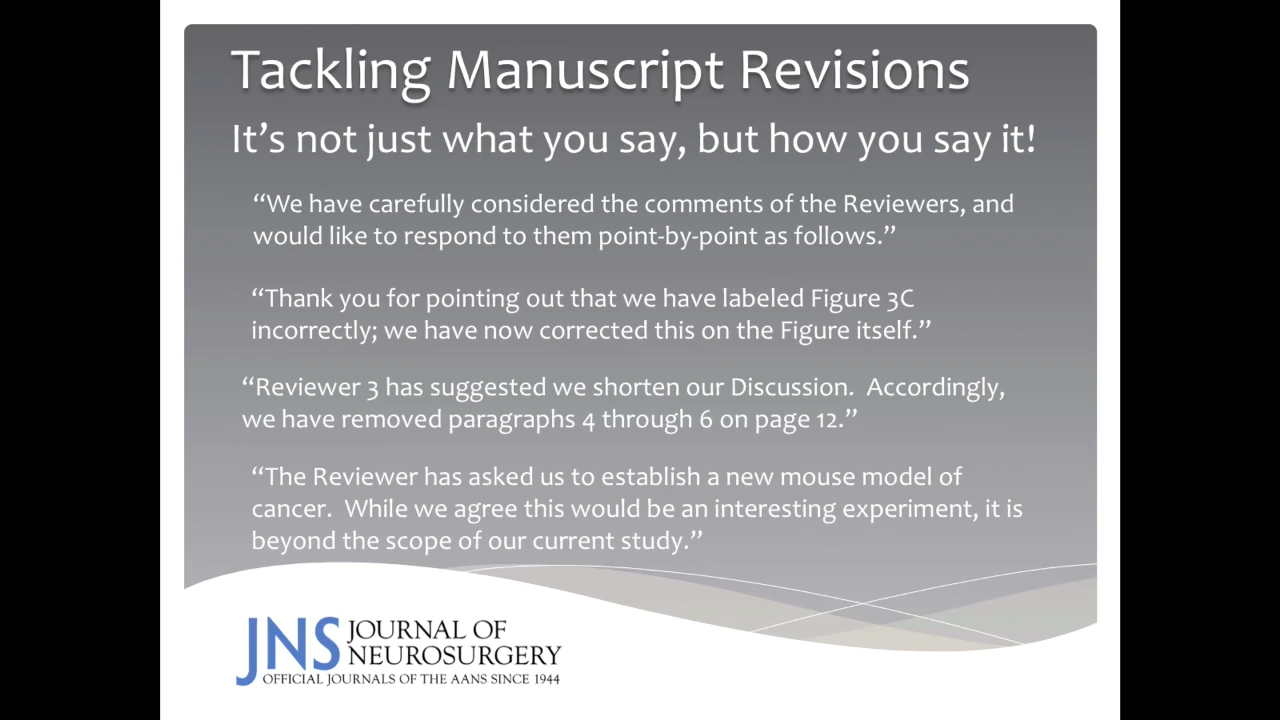 Tackling Manuscript Revisions
It’s not just what you say, but how you say it!
“We have carefully considered the comments of the Reviewers, and
would like to respond to them point-by-point as follows.”
“Thank you for pointing out that we have labeled Figure 3C
incorrectly; we have now corrected this on the Figure itself.”
“Reviewer 3 has suggested we shorten our Discussion.  Accordingly,
we have removed paragraphs 4 through 6 on page 12.”
“The Reviewer has asked us to establish a new mouse model of
cancer.  While we agree this would be an interesting experiment, it is
beyond the scope of our current study.”
JNS JOURNAL OF
NEUROSURGERY
OFFICIAL JOURNALS OF THE AANS SINCE 1944